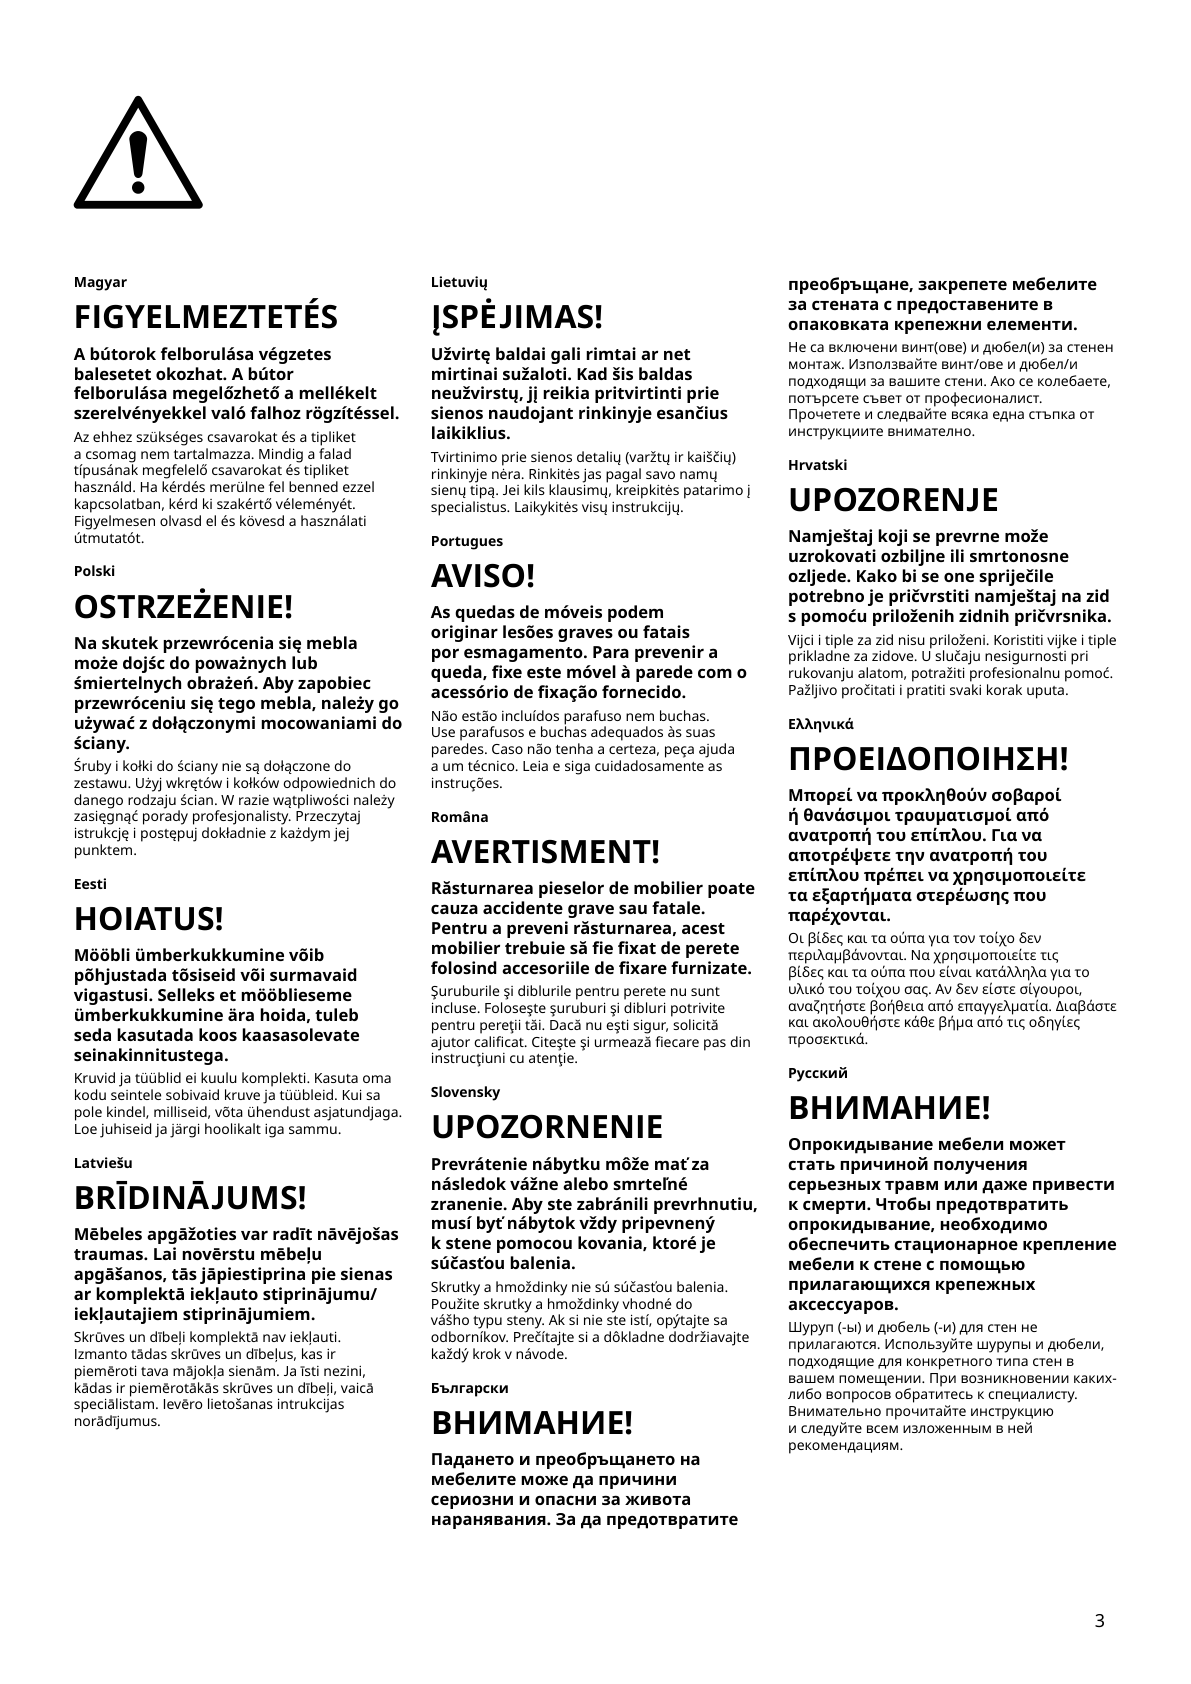 Magyar
FIGYELMEZTETÉS
A bútorok felborulása végzetes
balesetet okozhat. A bútor
felborulása megelőzhető a mellékelt
szerelvényekkel való falhoz rögzítéssel.
Az ehhez szükséges csavarokat és a tipliket
a csomag nem tartalmazza. Mindig a falad
típusának megfelelő csavarokat és tipliket
használd. Ha kérdés merülne fel benned ezzel
kapcsolatban, kérd ki szakértő véleményét.
Figyelmesen olvasd el és kövesd a használati
útmutatót.
Polski
OSTRZEŻENIE!
Na skutek przewrócenia się mebla
może dojśc do poważnych lub
śmiertelnych obrażeń. Aby zapobiec
przewróceniu się tego mebla, należy go
używać z dołączonymi mocowaniami do
ściany.
Śruby i kołki do ściany nie są dołączone do
zestawu. Użyj wkrętów i kołków odpowiednich do
danego rodzaju ścian. W razie wątpliwości należy
zasięgnąć porady profesjonalisty. Przeczytaj
istrukcję i postępuj dokładnie z każdym jej
punktem.
Eesti
HOIATUS!
Mööbli ümberkukkumine võib
põhjustada tõsiseid või surmavaid
vigastusi. Selleks et mööblieseme
ümberkukkumine ära hoida, tuleb
seda kasutada koos kaasasolevate
seinakinnitustega.
Kruvid ja tüüblid ei kuulu komplekti. Kasuta oma
kodu seintele sobivaid kruve ja tüübleid. Kui sa
pole kindel, milliseid, võta ühendust asjatundjaga.
Loe juhiseid ja järgi hoolikalt iga sammu.
Latviešu
BRĪDINĀJUMS!
Mēbeles apgāžoties var radīt nāvējošas
traumas. Lai novērstu mēbeļu
apgāšanos, tās jāpiestiprina pie sienas
ar komplektā iekļauto stiprinājumu/
iekļautajiem stiprinājumiem.
Skrūves un dībeļi komplektā nav iekļauti.
Izmanto tādas skrūves un dībeļus, kas ir
piemēroti tava mājokļa sienām. Ja īsti nezini,
kādas ir piemērotākās skrūves un dībeļi, vaicā
speciālistam. Ievēro lietošanas intrukcijas
norādījumus.
Lietuvių
ĮSPĖJIMAS!
Užvirtę baldai gali rimtai ar net
mirtinai sužaloti. Kad šis baldas
neužvirstų, jį reikia pritvirtinti prie
sienos naudojant rinkinyje esančius
laikiklius.
Tvirtinimo prie sienos detalių (varžtų ir kaiščių)
rinkinyje nėra. Rinkitės jas pagal savo namų
sienų tipą. Jei kils klausimų, kreipkitės patarimo į
specialistus. Laikykitės visų instrukcijų.
Portugues
AVISO!
As quedas de móveis podem
originar lesões graves ou fatais
por esmagamento. Para prevenir a
queda, fixe este móvel à parede com o
acessório de fixação fornecido.
Não estão incluídos parafuso nem buchas.
Use parafusos e buchas adequados às suas
paredes. Caso não tenha a certeza, peça ajuda
a um técnico. Leia e siga cuidadosamente as
instruções.
Româna
AVERTISMENT!
Răsturnarea pieselor de mobilier poate
cauza accidente grave sau fatale.
Pentru a preveni răsturnarea, acest
mobilier trebuie să fie fixat de perete
folosind accesoriile de fixare furnizate.
Şuruburile şi diblurile pentru perete nu sunt
incluse. Foloseşte şuruburi şi dibluri potrivite
pentru pereţii tăi. Dacă nu eşti sigur, solicită
ajutor calificat. Citeşte şi urmează fiecare pas din
instrucţiuni cu atenţie.
Slovensky
UPOZORNENIE
Prevrátenie nábytku môže mať za
následok vážne alebo smrteľné
zranenie. Aby ste zabránili prevrhnutiu,
musí byť nábytok vždy pripevnený
k stene pomocou kovania, ktoré je
súčasťou balenia.
Skrutky a hmoždinky nie sú súčasťou balenia.
Použite skrutky a hmoždinky vhodné do
vášho typu steny. Ak si nie ste istí, opýtajte sa
odborníkov. Prečítajte si a dôkladne dodržiavajte
každý krok v návode.
Български
ВНИМАНИЕ!
Падането и преобръщането на
мебелите може да причини
сериозни и опасни за живота
наранявания. За да предотвратите
преобръщане, закрепете мебелите
за стената с предоставените в
опаковката крепежни елементи.
Не са включени винт(ове) и дюбел(и) за стенен
монтаж. Използвайте винт/ове и дюбел/и
подходящи за вашите стени. Ако се колебаете,
потърсете съвет от професионалист.
Прочетете и следвайте всяка една стъпка от
инструкциите внимателно.
Hrvatski
UPOZORENJE
Namještaj koji se prevrne može
uzrokovati ozbiljne ili smrtonosne
ozljede. Kako bi se one spriječile
potrebno je pričvrstiti namještaj na zid
s pomoću priloženih zidnih pričvrsnika.
Vijci i tiple za zid nisu priloženi. Koristiti vijke i tiple
prikladne za zidove. U slučaju nesigurnosti pri
rukovanju alatom, potražiti profesionalnu pomoć.
Pažljivo pročitati i pratiti svaki korak uputa.
Ελληνικά
ΠΡΟΕΙΔΟΠΟΙΗΣΗ!
Μπορεί να προκληθούν σοβαροί
ή θανάσιμοι τραυματισμοί από
ανατροπή του επίπλου. Για να
αποτρέψετε την ανατροπή του
επίπλου πρέπει να χρησιμοποιείτε
τα εξαρτήματα στερέωσης που
παρέχονται.
Οι βίδες και τα ούπα για τον τοίχο δεν
περιλαμβάνονται. Να χρησιμοποιείτε τις
βίδες και τα ούπα που είναι κατάλληλα για το
υλικό του τοίχου σας. Αν δεν είστε σίγουροι,
αναζητήστε βοήθεια από επαγγελματία. Διαβάστε
και ακολουθήστε κάθε βήμα από τις οδηγίες
προσεκτικά.
Русский
ВНИМАНИЕ!
Опрокидывание мебели может
стать причиной получения
серьезных травм или даже привести
к смерти. Чтобы предотвратить
опрокидывание, необходимо
обеспечить стационарное крепление
мебели к стене с помощью
прилагающихся крепежных
аксессуаров.
Шуруп (-ы) и дюбель (-и) для стен не
прилагаются. Используйте шурупы и дюбели,
подходящие для конкретного типа стен в
вашем помещении. При возникновении каких-
либо вопросов обратитесь к специалисту.
Внимательно прочитайте инструкцию
и следуйте всем изложенным в ней
рекомендациям.
3